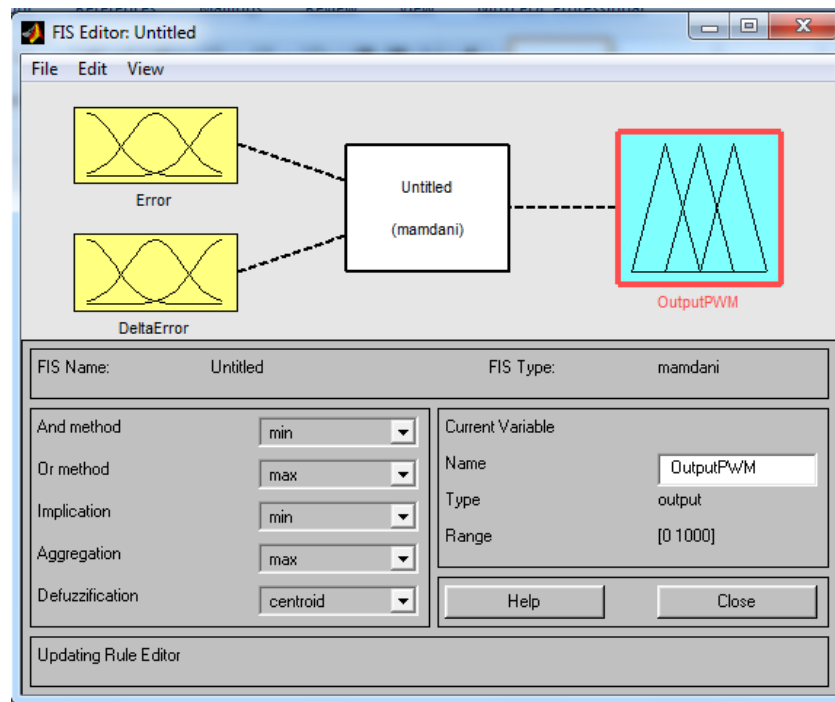 FIS Editor: Untitled
File Edit View
Error
DeltaError
Untitled
(mamdani)
OutputPWM
FIS Name: Untitled FIS Type: mamdani
And method min
Or method max
Implication min
Aggregation max
Defuzzification centroid
Current Variable
Name OutputPWM
Type output
Range [0 1000]
Help Close
Updating Rule Editor